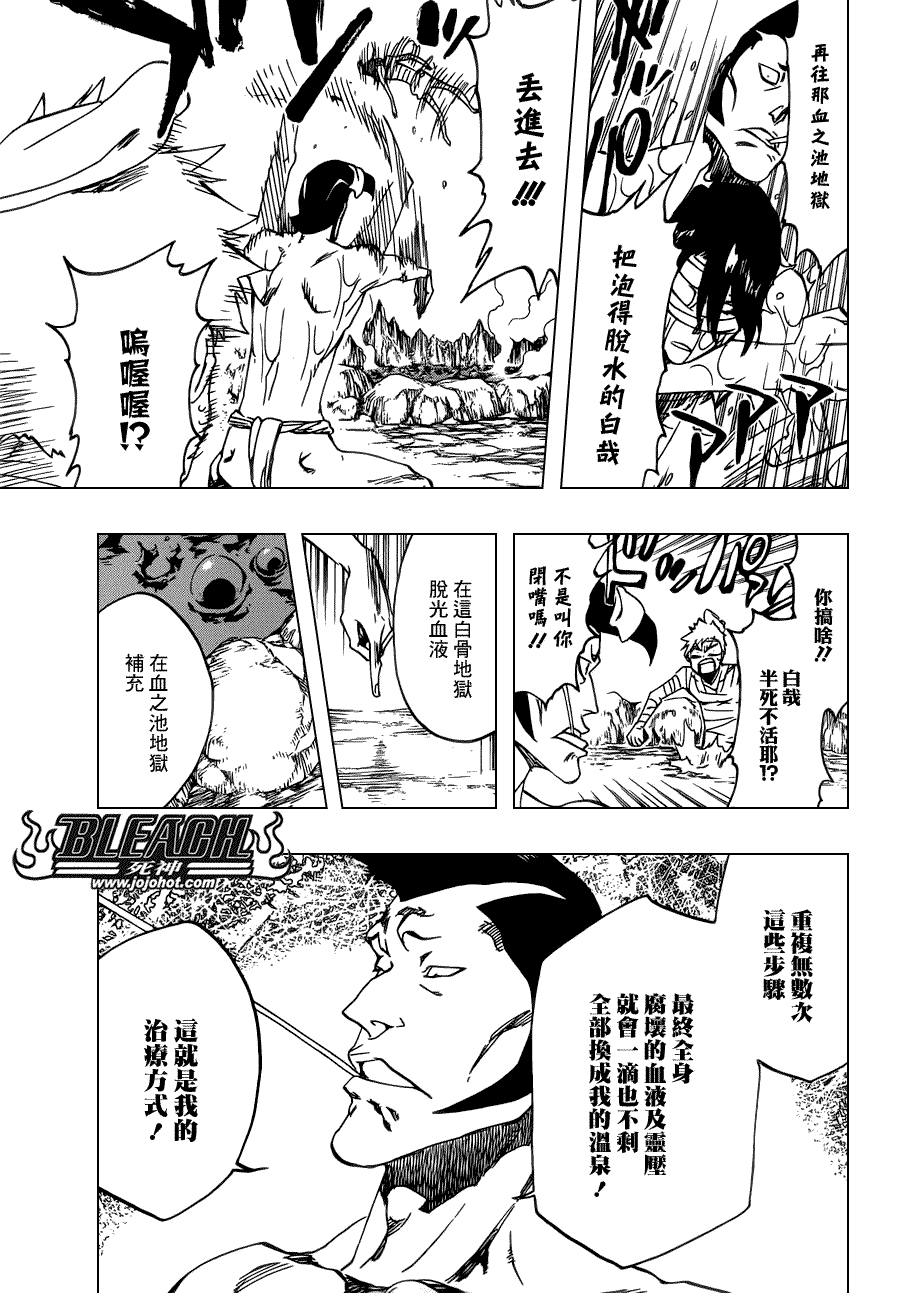 再往那血之池地獄
把泡得脫水的白哉
丟進去!!!
嗚喔喔!?
你搞啥!!
白哉
半死不活耶!?
不是叫你
閉嘴嗎!!
在這白骨地獄
脫光血液
在血之池地獄
補充
重複無數次
這些步驟
最終全身
腐壞的血液及靈壓
就會一滴也不剩
全部換成我的溫泉!
這就是我的
治療方式!
BLEACH
死神
www.jojohot.com